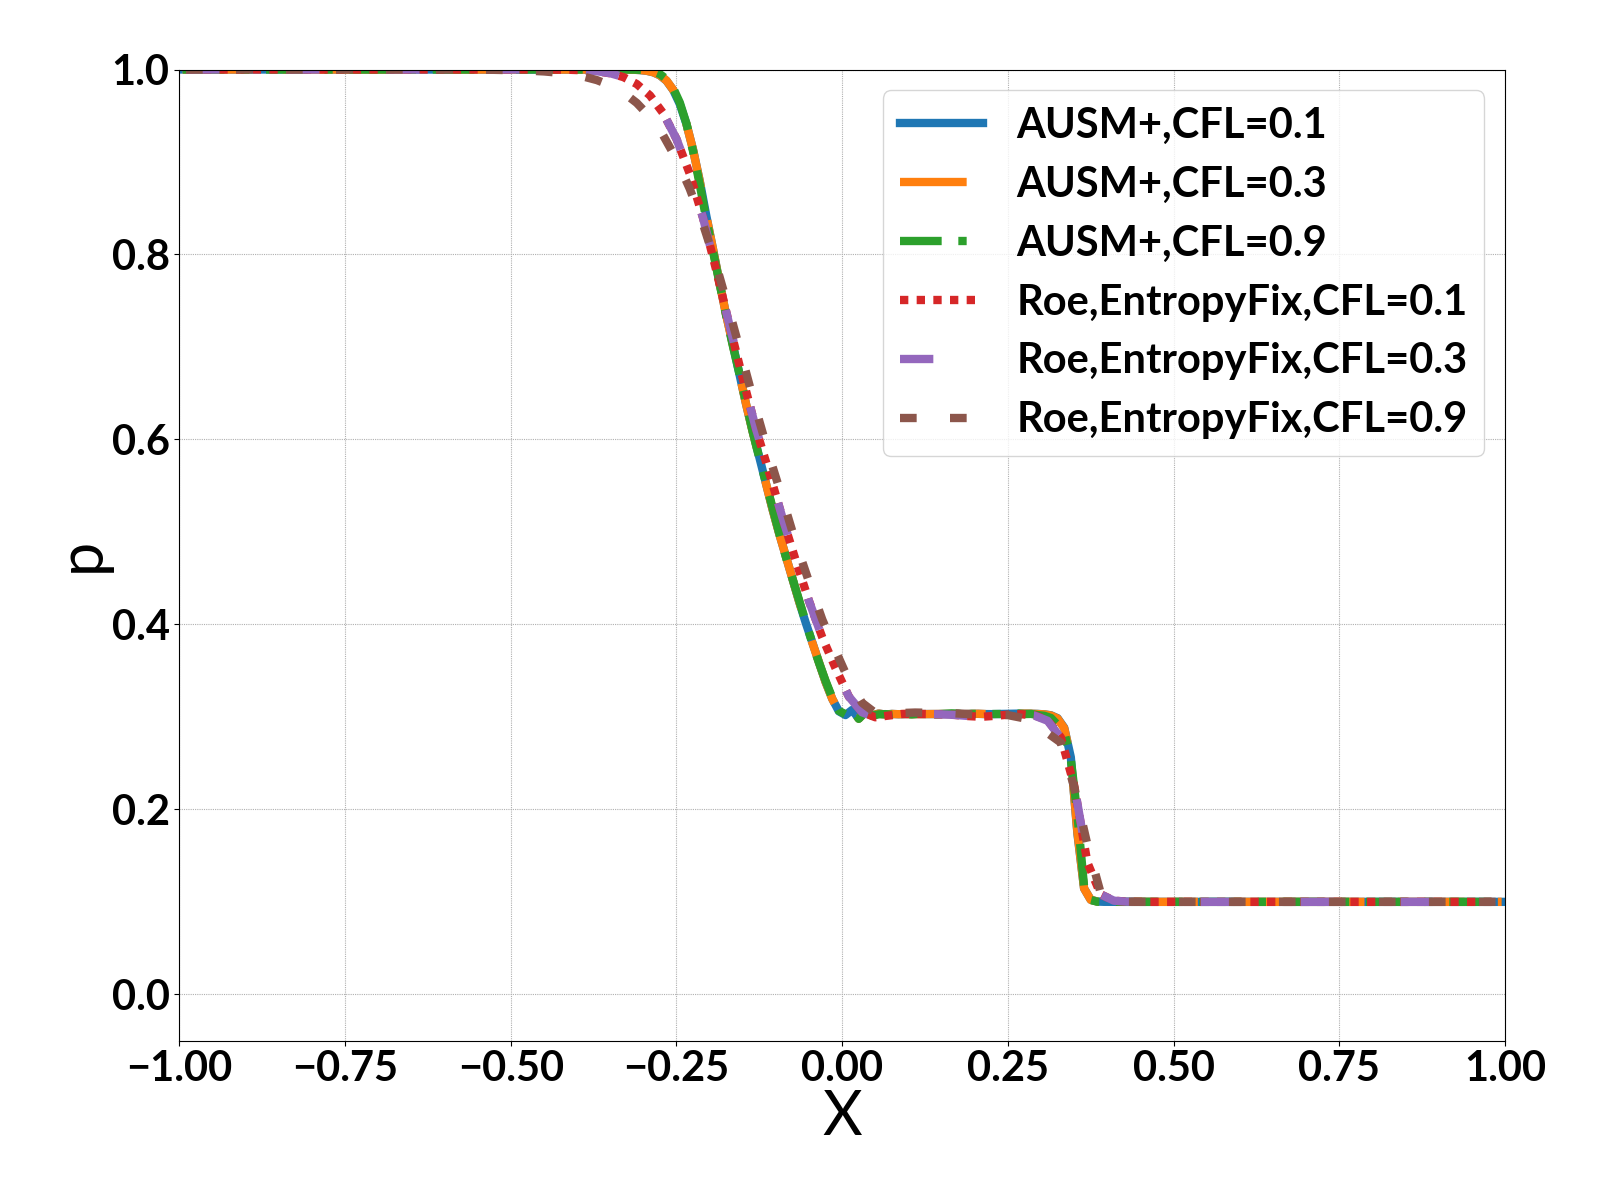 1.0
0.8
0.6
0.4
0.2
0.0
p
−1.00
−0.75
−0.50
−0.25
0.00
0.25
0.50
0.75
1.00
X
AUSM+,CFL=0.1
AUSM+,CFL=0.3
AUSM+,CFL=0.9
Roe,EntropyFix,CFL=0.1
Roe,EntropyFix,CFL=0.3
Roe,EntropyFix,CFL=0.9